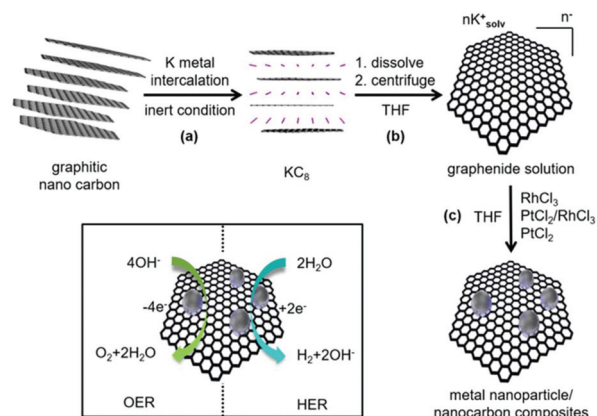 K metal
intercalation
inert condition
(a)
graphitic
nano carbon
KC₈
1. dissolve
2. centrifuge
THF
(b)
nK⁺solv
n⁻
graphenide solution
(c)
THF
RhCl₃
PtCl₂/RhCl₃
PtCl₂
metal nanoparticle/
nanocarbon composites
4OH⁻
-4e⁻
O₂+2H₂O
OER
2H₂O
+2e⁻
H₂+2OH⁻
HER